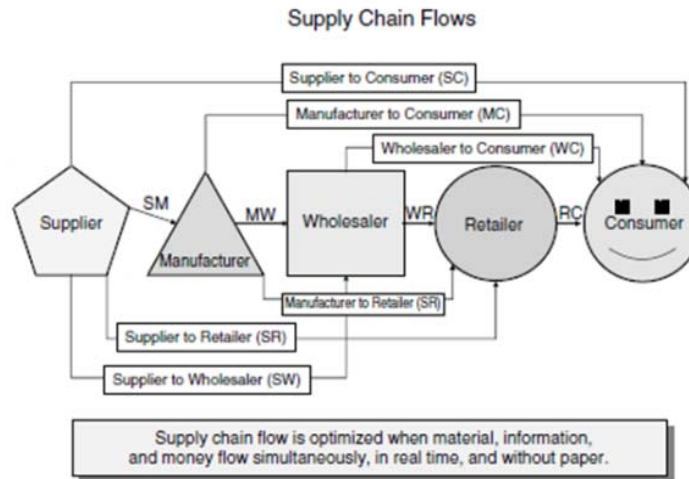 Supply Chain Flows
Supplier to Consumer (SC)
Manufacturer to Consumer (MC)
Wholesaler to Consumer (WC)
SM
MW
WR
RC
Supplier
Manufacturer
Wholesaler
Retailer
Consumer
Manufacturer to Retailer (SR)
Supplier to Retailer (SR)
Supplier to Wholesaler (SW)
Supply chain flow is optimized when material, information,
and money flow simultaneously, in real time, and without paper.